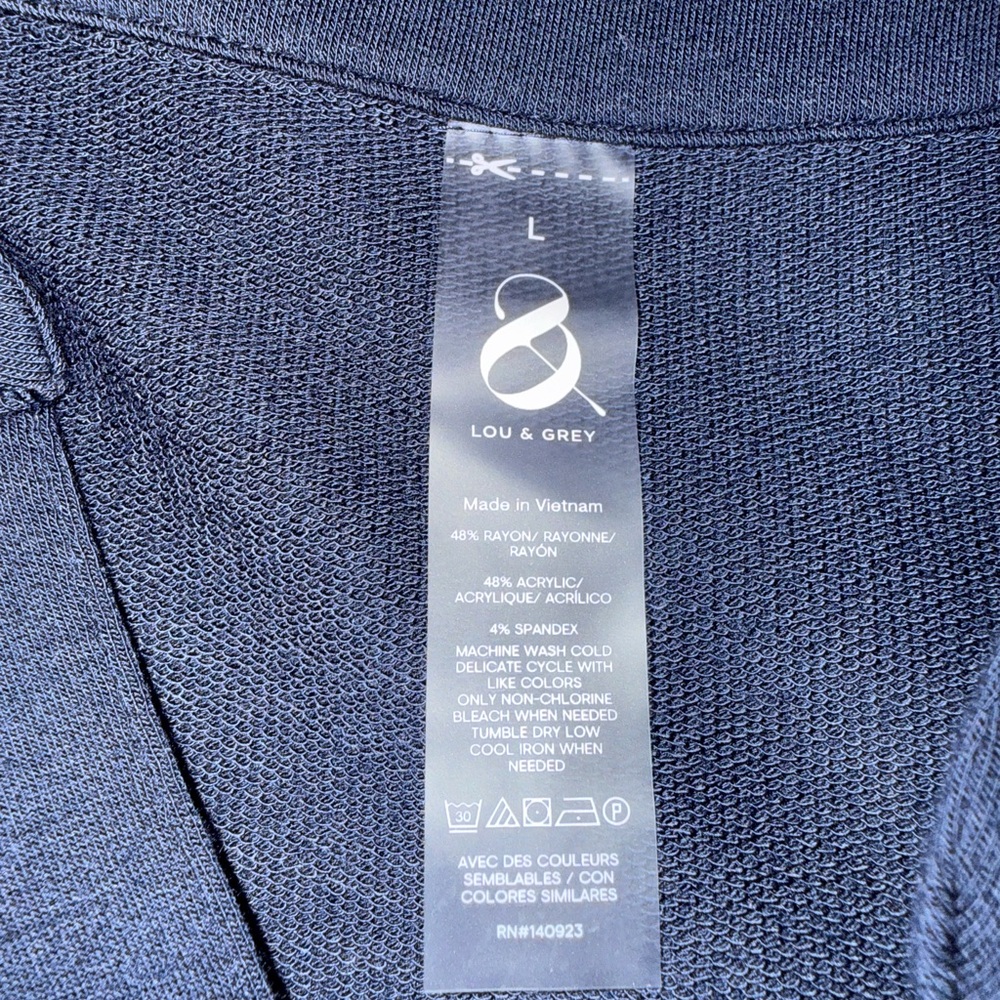 L
&
LOU & GREY
Made in Vietnam
48% RAYON/ RAYONNE/
RAYÓN
48% ACRYLIC/
ACRYLIQUE/ ACRÍLICO
4% SPANDEX
MACHINE WASH COLD
DELICATE CYCLE WITH
LIKE COLORS
ONLY NON-CHLORINE
BLEACH WHEN NEEDED
TUMBLE DRY LOW
COOL IRON WHEN
NEEDED
30 P
AVEC DES COULEURS
SEMBLABLES / CON
COLORES SIMILARES
RN#140923